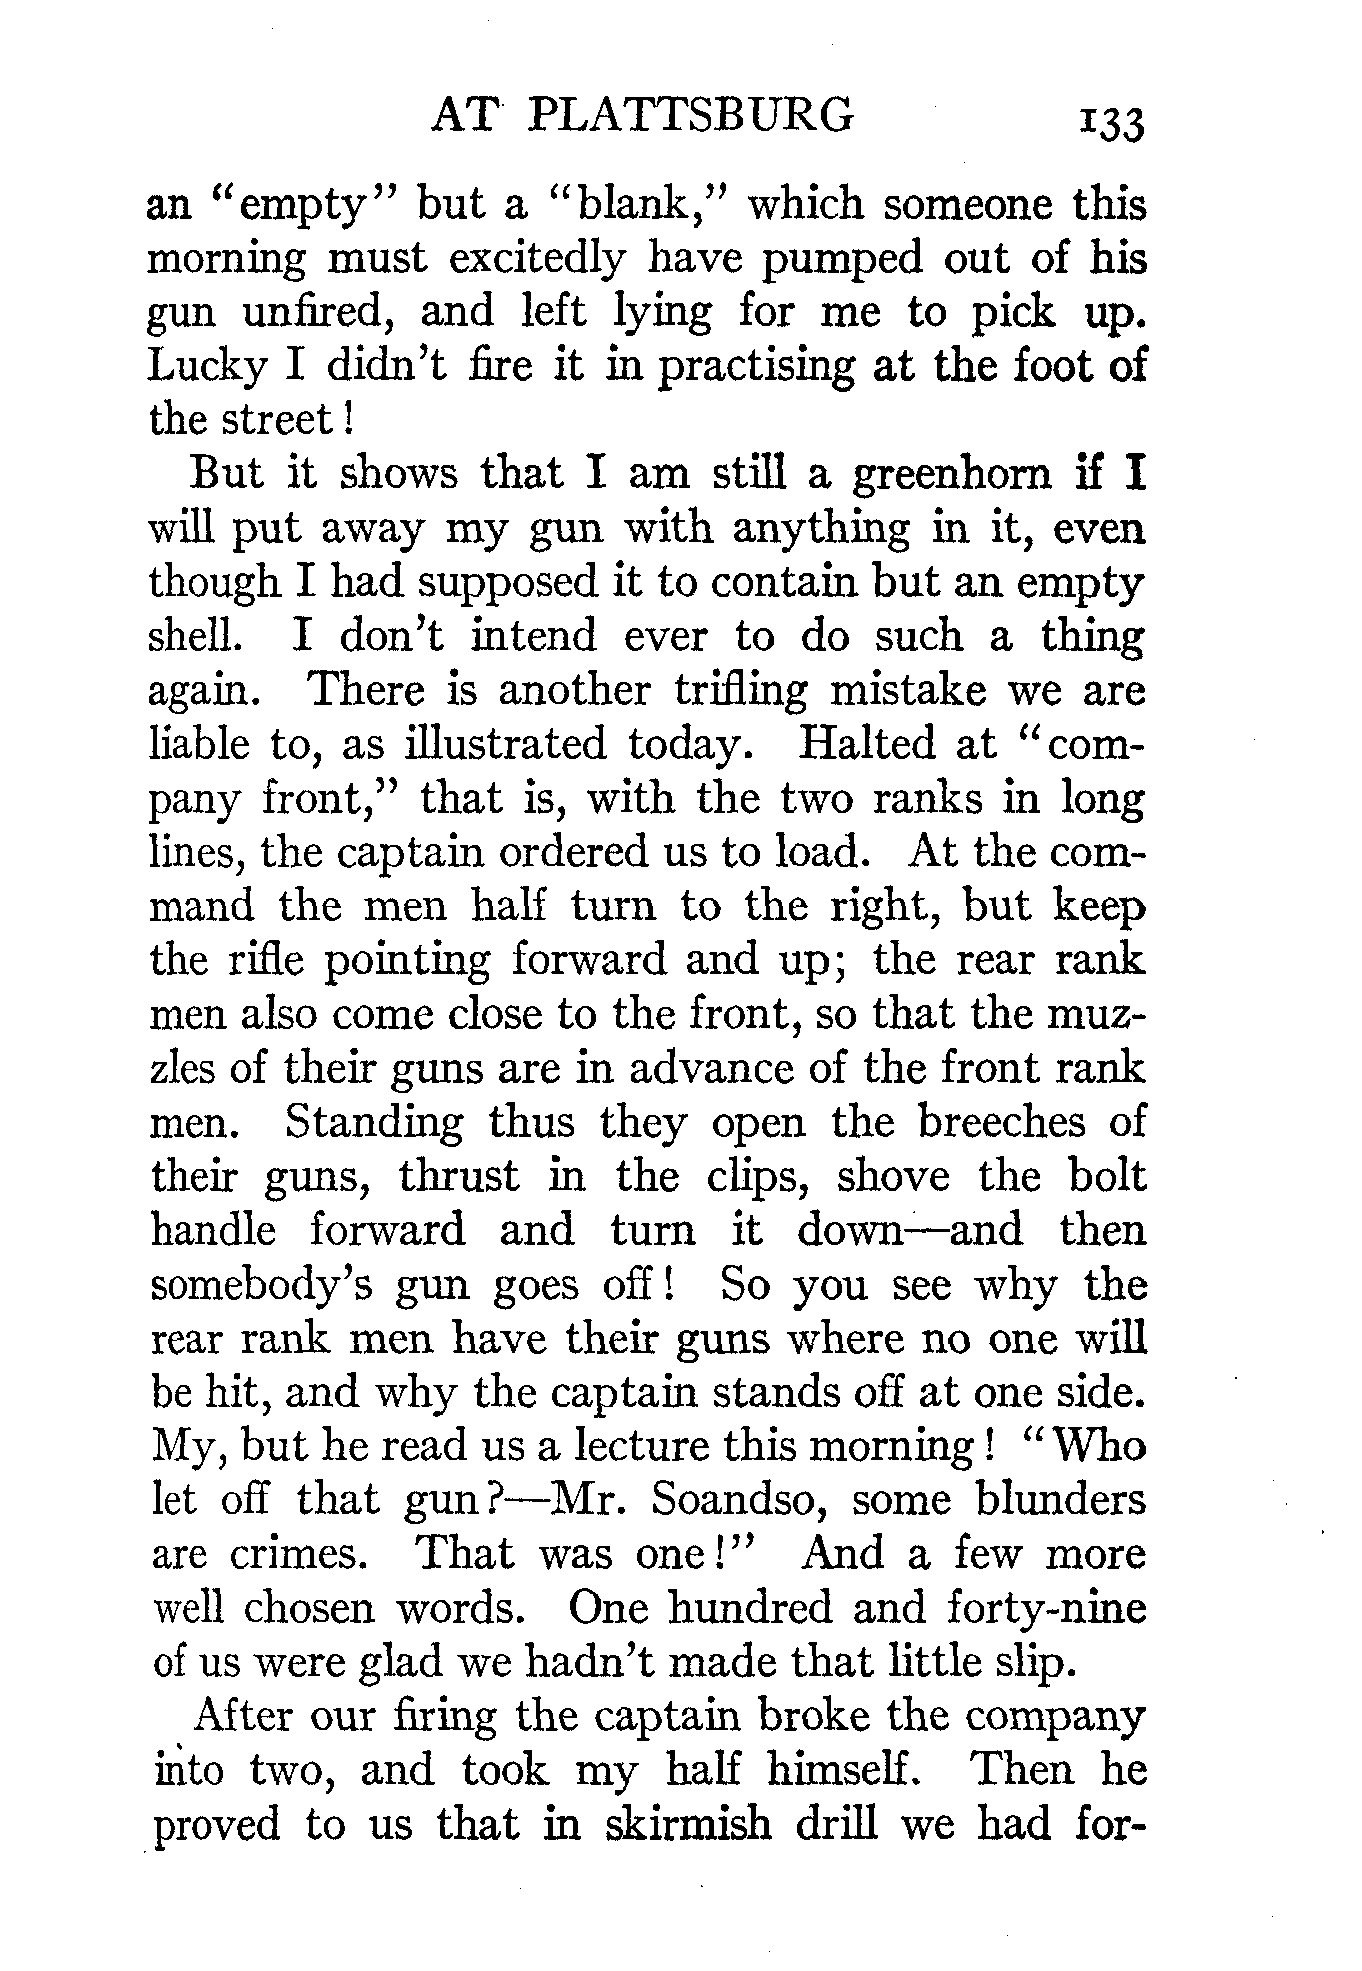 AT PLATTSBURG 133
an "empty" but a "blank," which someone this
morning must excitedly have pumped out of his
gun unfired, and left lying for me to pick up.
Lucky I didn't fire it in practising at the foot of
the street!
But it shows that I am still a greenhorn if I
will put away my gun with anything in it, even
though I had supposed it to contain but an empty
shell. I don't intend ever to do such a thing
again. There is another trifling mistake we are
liable to, as illustrated today. Halted at "com-
pany front," that is, with the two ranks in long
lines, the captain ordered us to load. At the com-
mand the men half turn to the right, but keep
the rifle pointing forward and up; the rear rank
men also come close to the front, so that the muz-
zles of their guns are in advance of the front rank
men. Standing thus they open the breeches of
their guns, thrust in the clips, shove the bolt
handle forward and turn it down—and then
somebody's gun goes off! So you see why the
rear rank men have their guns where no one will
be hit, and why the captain stands off at one side.
My, but he read us a lecture this morning! "Who
let off that gun?—Mr. Soandso, some blunders
are crimes. That was one!" And a few more
well chosen words. One hundred and forty-nine
of us were glad we hadn't made that little slip.
After our firing the captain broke the company
into two, and took my half himself. Then he
proved to us that in skirmish drill we had for-